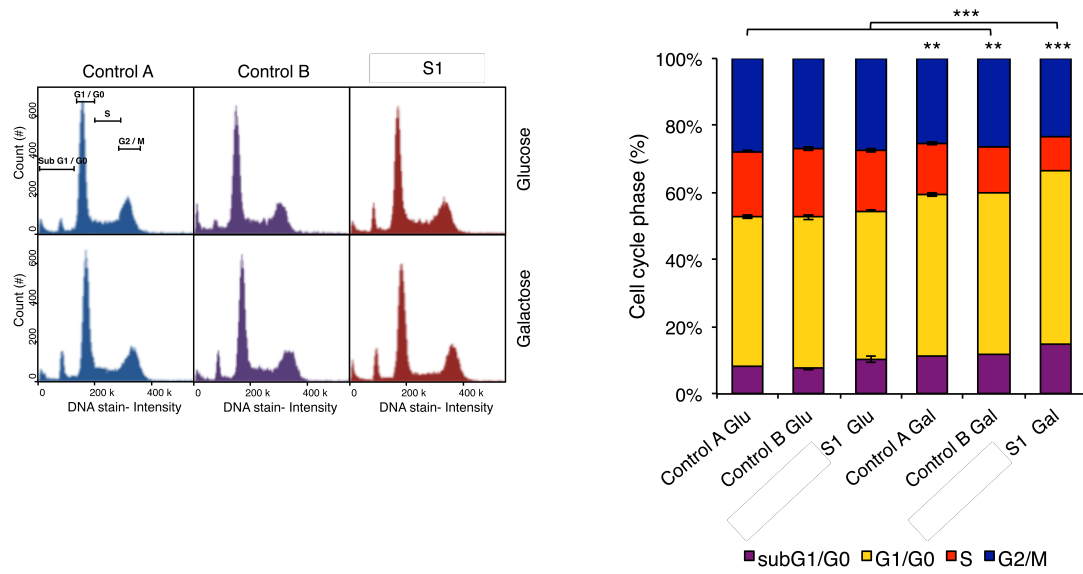 Control A
Control B
S1
G1 / G0
S
G2 / M
Sub G1 / G0
Count (#)
600
400
200
0
Glucose
Count (#)
600
400
200
0
Galactose
0
200 k
400 k
200 k
400 k
0
200 k
400 k
DNA stain- Intensity
DNA stain- Intensity
DNA stain- Intensity
***
** ** ***
Cell cycle phase (%)
100%
80%
60%
40%
20%
0%
Control A Glu
Control B Glu
S1 Glu
Control A Gal
Control B Gal
S1 Gal
subG1/G0 G1/G0 S G2/M